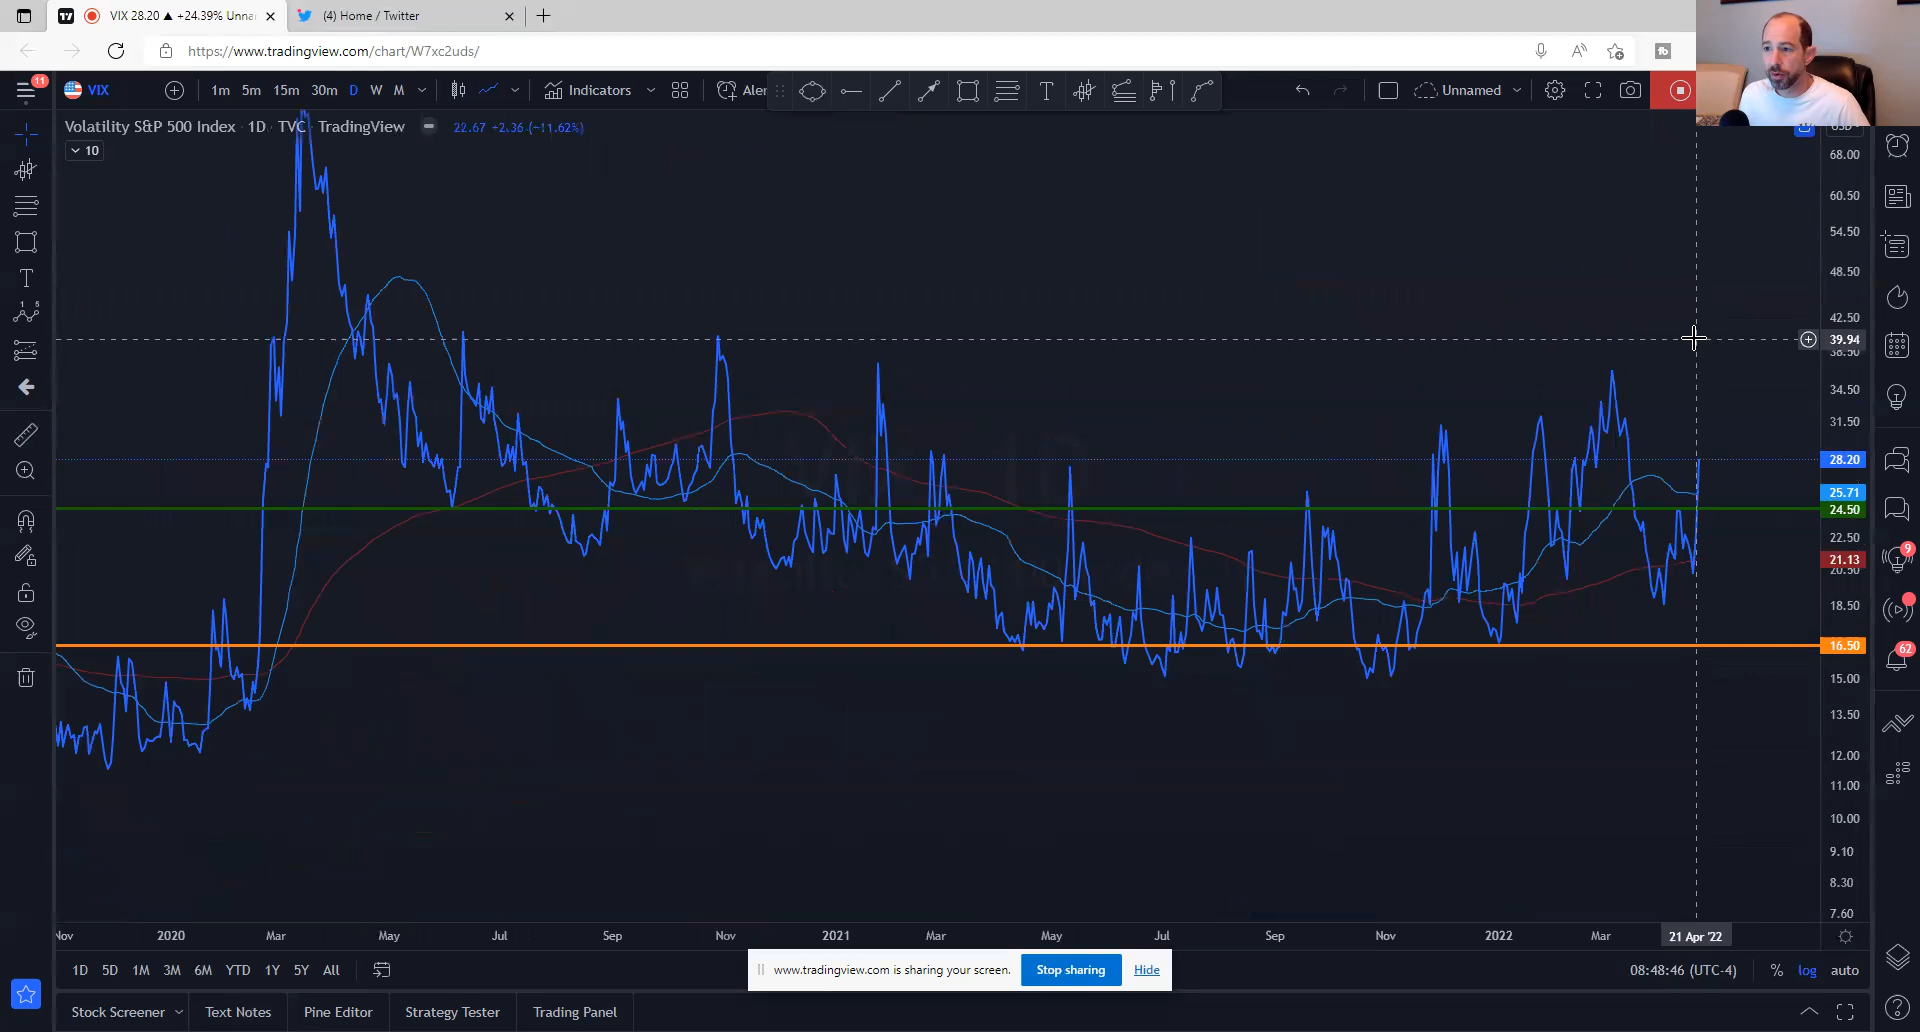 VIX 28.20 ▲ +24.39% Unna
(4) Home / Twitter
https://www.tradingview.com/chart/W7xc2uds/
11
VIX
1m 5m 15m 30m D W M
Indicators
Aler
T
Unnamed
Volatility S&P 500 Index · 1D · TVC · TradingView
22.67 +2.36 (+11.62%)
10
68.00
60.50
54.50
48.50
42.50
39.94
38.50
34.50
31.50
28.20
25.71
24.50
22.50
21.13
20.50
18.50
16.50
15.00
13.50
12.00
11.00
10.00
9.10
8.30
7.60
9
62
Nov 2020 Mar May Jul Sep Nov 2021 Mar May Jul Sep Nov 2022 Mar 21 Apr '22
1D 5D 1M 3M 6M YTD 1Y 5Y All
www.tradingview.com is sharing your screen.
Stop sharing
Hide
08:48:46 (UTC-4)
% log auto
Stock Screener Text Notes Pine Editor Strategy Tester Trading Panel